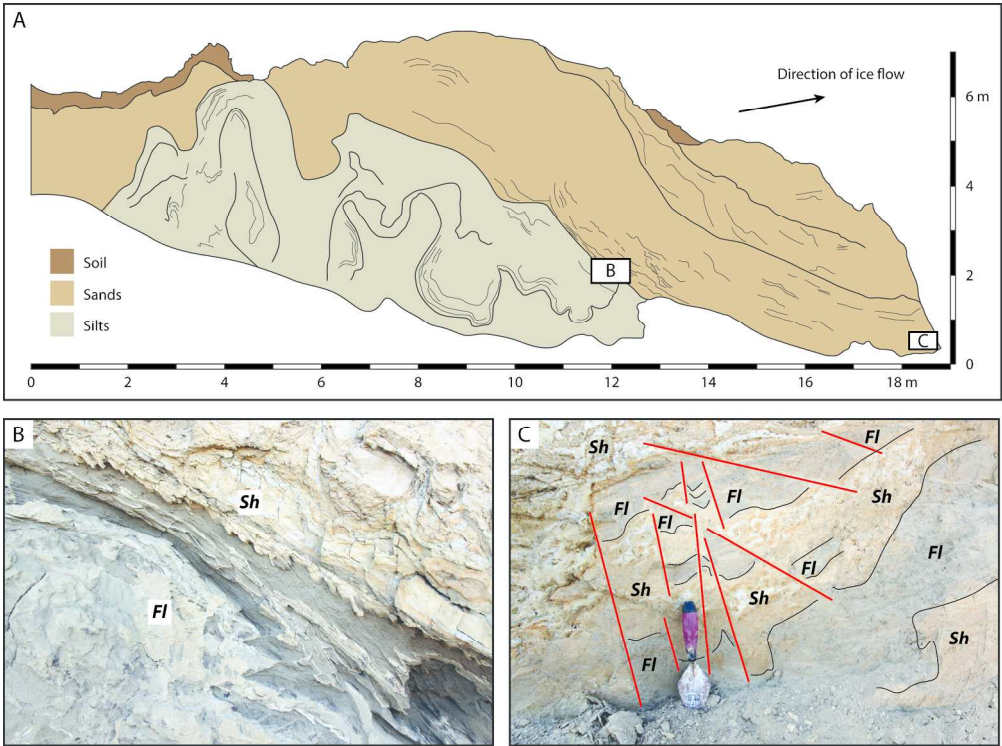 A
Direction of ice flow
6 m
4
2
0
B
C
Soil
Sands
Silts
0 2 4 6 8 10 12 14 16 18 m
B
Sh
Fl
C
Sh
Fl
Fl
Fl
Sh
Fl
Fl
Fl
Sh
Sh
Fl
Sh